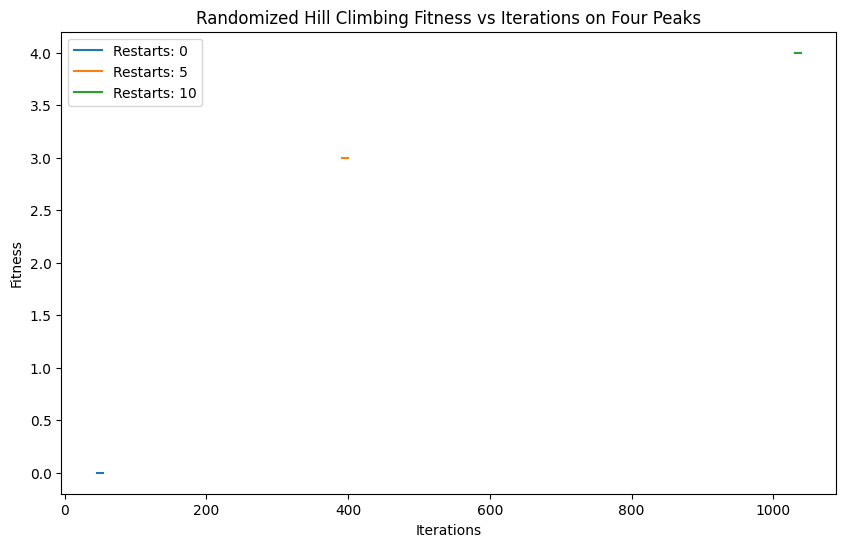 Randomized Hill Climbing Fitness vs Iterations on Four Peaks
Restarts: 0
Restarts: 5
Restarts: 10
4.0
3.5
3.0
2.5
2.0
1.5
1.0
0.5
0.0
Fitness
0 200 400 600 800 1000
Iterations